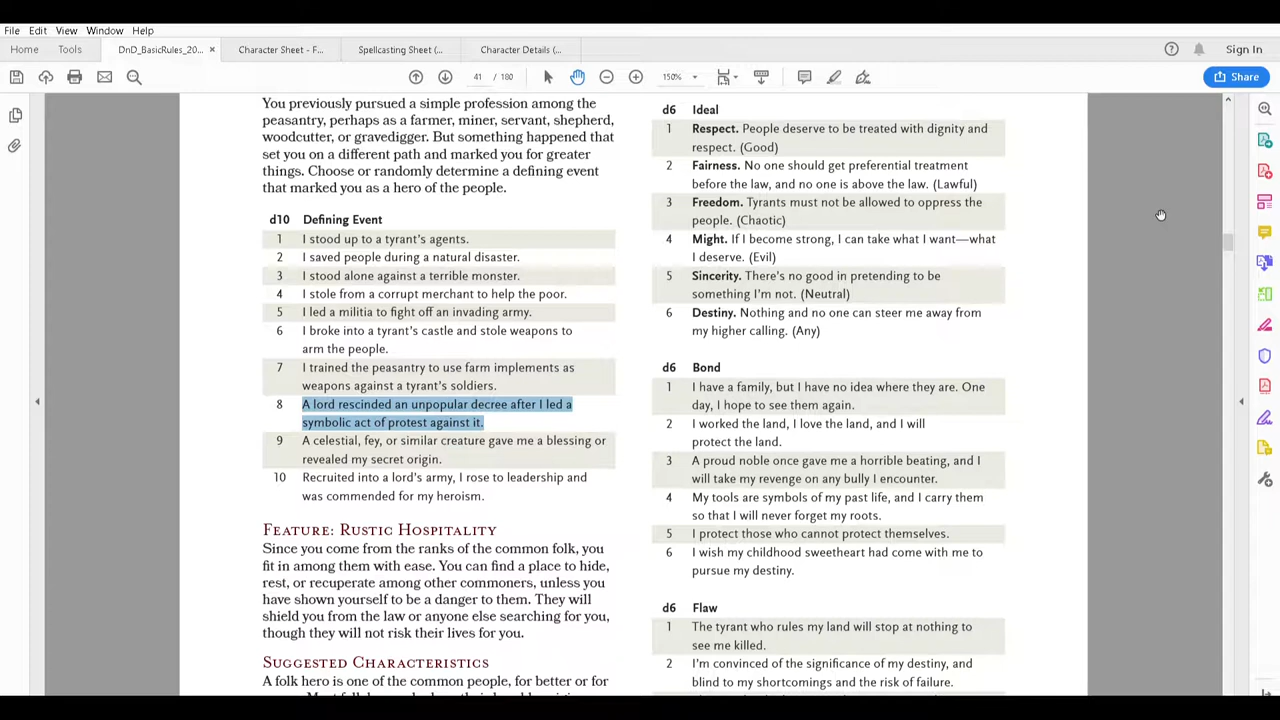 File Edit View Window Help
Home Tools DnD_BasicRules_20... × Character Sheet - F... Spellcasting Sheet (... Character Details (... Sign In
41 / 180 150% Share
You previously pursued a simple profession among the
peasantry, perhaps as a farmer, miner, servant, shepherd,
woodcutter, or gravedigger. But something happened that
set you on a different path and marked you for greater
things. Choose or randomly determine a defining event
that marked you as a hero of the people.
d10 Defining Event
1 I stood up to a tyrant's agents.
2 I saved people during a natural disaster.
3 I stood alone against a terrible monster.
4 I stole from a corrupt merchant to help the poor.
5 I led a militia to fight off an invading army.
6 I broke into a tyrant's castle and stole weapons to
arm the people.
7 I trained the peasantry to use farm implements as
weapons against a tyrant's soldiers.
8 A lord rescinded an unpopular decree after I led a
symbolic act of protest against it.
9 A celestial, fey, or similar creature gave me a blessing or
revealed my secret origin.
10 Recruited into a lord's army, I rose to leadership and
was commended for my heroism.
Feature: Rustic Hospitality
Since you come from the ranks of the common folk, you
fit in among them with ease. You can find a place to hide,
rest, or recuperate among other commoners, unless you
have shown yourself to be a danger to them. They will
shield you from the law or anyone else searching for you,
though they will not risk their lives for you.
Suggested Characteristics
A folk hero is one of the common people, for better or for
d6 Ideal
1 Respect. People deserve to be treated with dignity and
respect. (Good)
2 Fairness. No one should get preferential treatment
before the law, and no one is above the law. (Lawful)
3 Freedom. Tyrants must not be allowed to oppress the
people. (Chaotic)
4 Might. If I become strong, I can take what I want—what
I deserve. (Evil)
5 Sincerity. There's no good in pretending to be
something I'm not. (Neutral)
6 Destiny. Nothing and no one can steer me away from
my higher calling. (Any)
d6 Bond
1 I have a family, but I have no idea where they are. One
day, I hope to see them again.
2 I worked the land, I love the land, and I will
protect the land.
3 A proud noble once gave me a horrible beating, and I
will take my revenge on any bully I encounter.
4 My tools are symbols of my past life, and I carry them
so that I will never forget my roots.
5 I protect those who cannot protect themselves.
6 I wish my childhood sweetheart had come with me to
pursue my destiny.
d6 Flaw
1 The tyrant who rules my land will stop at nothing to
see me killed.
2 I'm convinced of the significance of my destiny, and
blind to my shortcomings and the risk of failure.